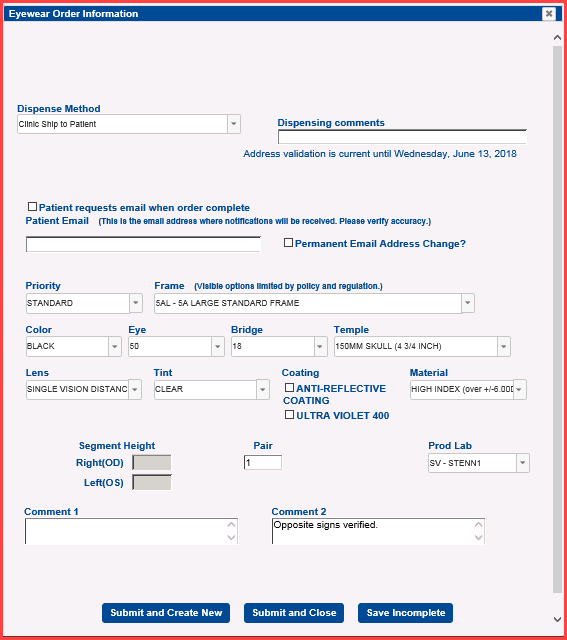 Eyewear Order Information
Dispense Method
Clinic Ship to Patient
Dispensing comments
Address validation is current until Wednesday, June 13, 2018
Patient requests email when order complete
Patient Email (This is the email address where notifications will be received. Please verify accuracy.)
Permanent Email Address Change?
Priority Frame (Visible options limited by policy and regulation.)
STANDARD 5AL - 5A LARGE STANDARD FRAME
Color Eye Bridge Temple
BLACK 50 18 150MM SKULL (4 3/4 INCH)
Lens Tint Coating Material
SINGLE VISION DISTANC CLEAR ANTI-REFLECTIVE COATING HIGH INDEX (over +/-6.00D
ULTRA VIOLET 400
Segment Height Pair Prod Lab
Right(OD) 1 SV - STENN1
Left(OS)
Comment 1 Comment 2
Opposite signs verified.
Submit and Create New Submit and Close Save Incomplete